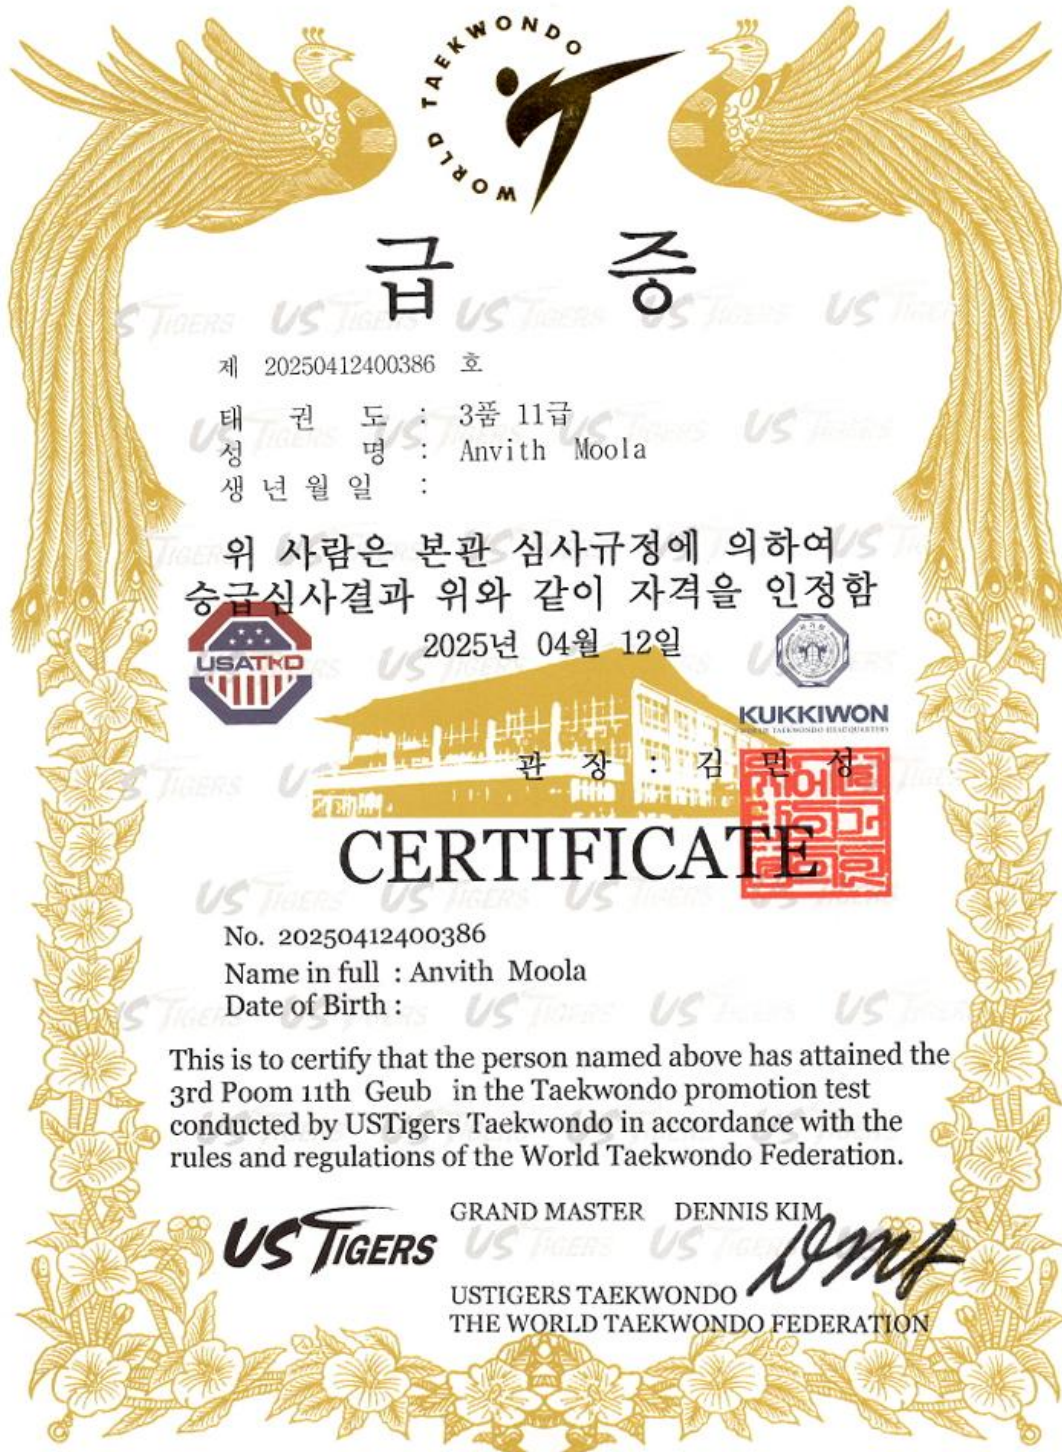 WORLD TAEKWONDO
급 증
제 20250412400386 호
태 권 도 : 3품 11급
성 명 : Anvith Moola
생 년 월 일 :
위 사람은 본관 심사규정에 의하여
승급심사결과 위와 같이 자격을 인정함
2025년 04월 12일
USATKD
KUKKIWON
WORLD TAEKWONDO HEADQUARTERS
관 장 : 김 민 성
CERTIFICATE
No. 20250412400386
Name in full : Anvith Moola
Date of Birth :
This is to certify that the person named above has attained the
3rd Poom 11th Geub in the Taekwondo promotion test
conducted by USTigers Taekwondo in accordance with the
rules and regulations of the World Taekwondo Federation.
US TIGERS
GRAND MASTER DENNIS KIM
USTIGERS TAEKWONDO
THE WORLD TAEKWONDO FEDERATION